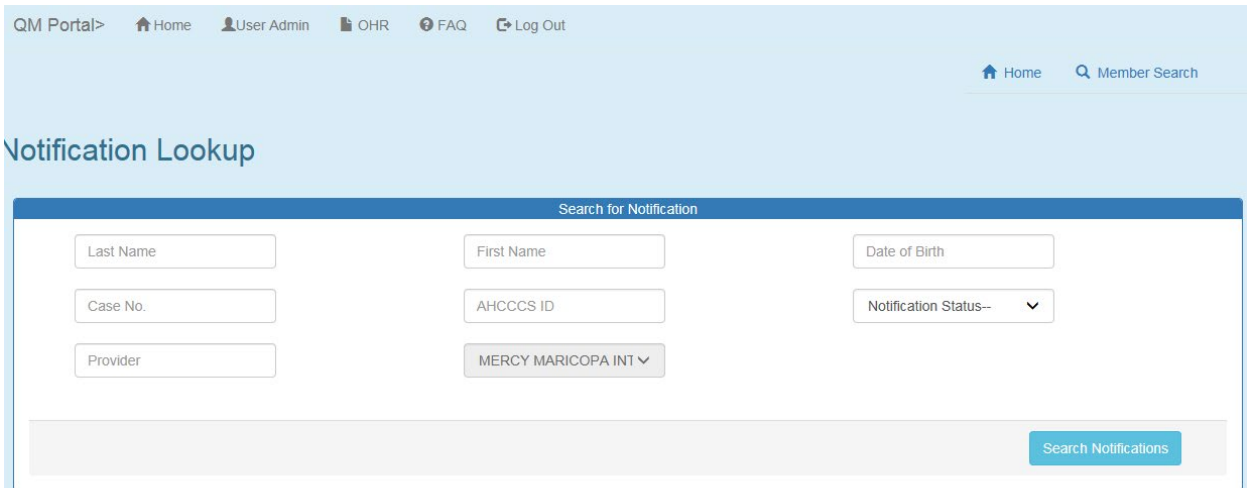 QM Portal> Home User Admin OHR FAQ Log Out
Home Member Search
Notification Lookup
Search for Notification
Last Name First Name Date of Birth
Case No. AHCCCS ID Notification Status--
Provider MERCY MARICOPA INT
Search Notifications